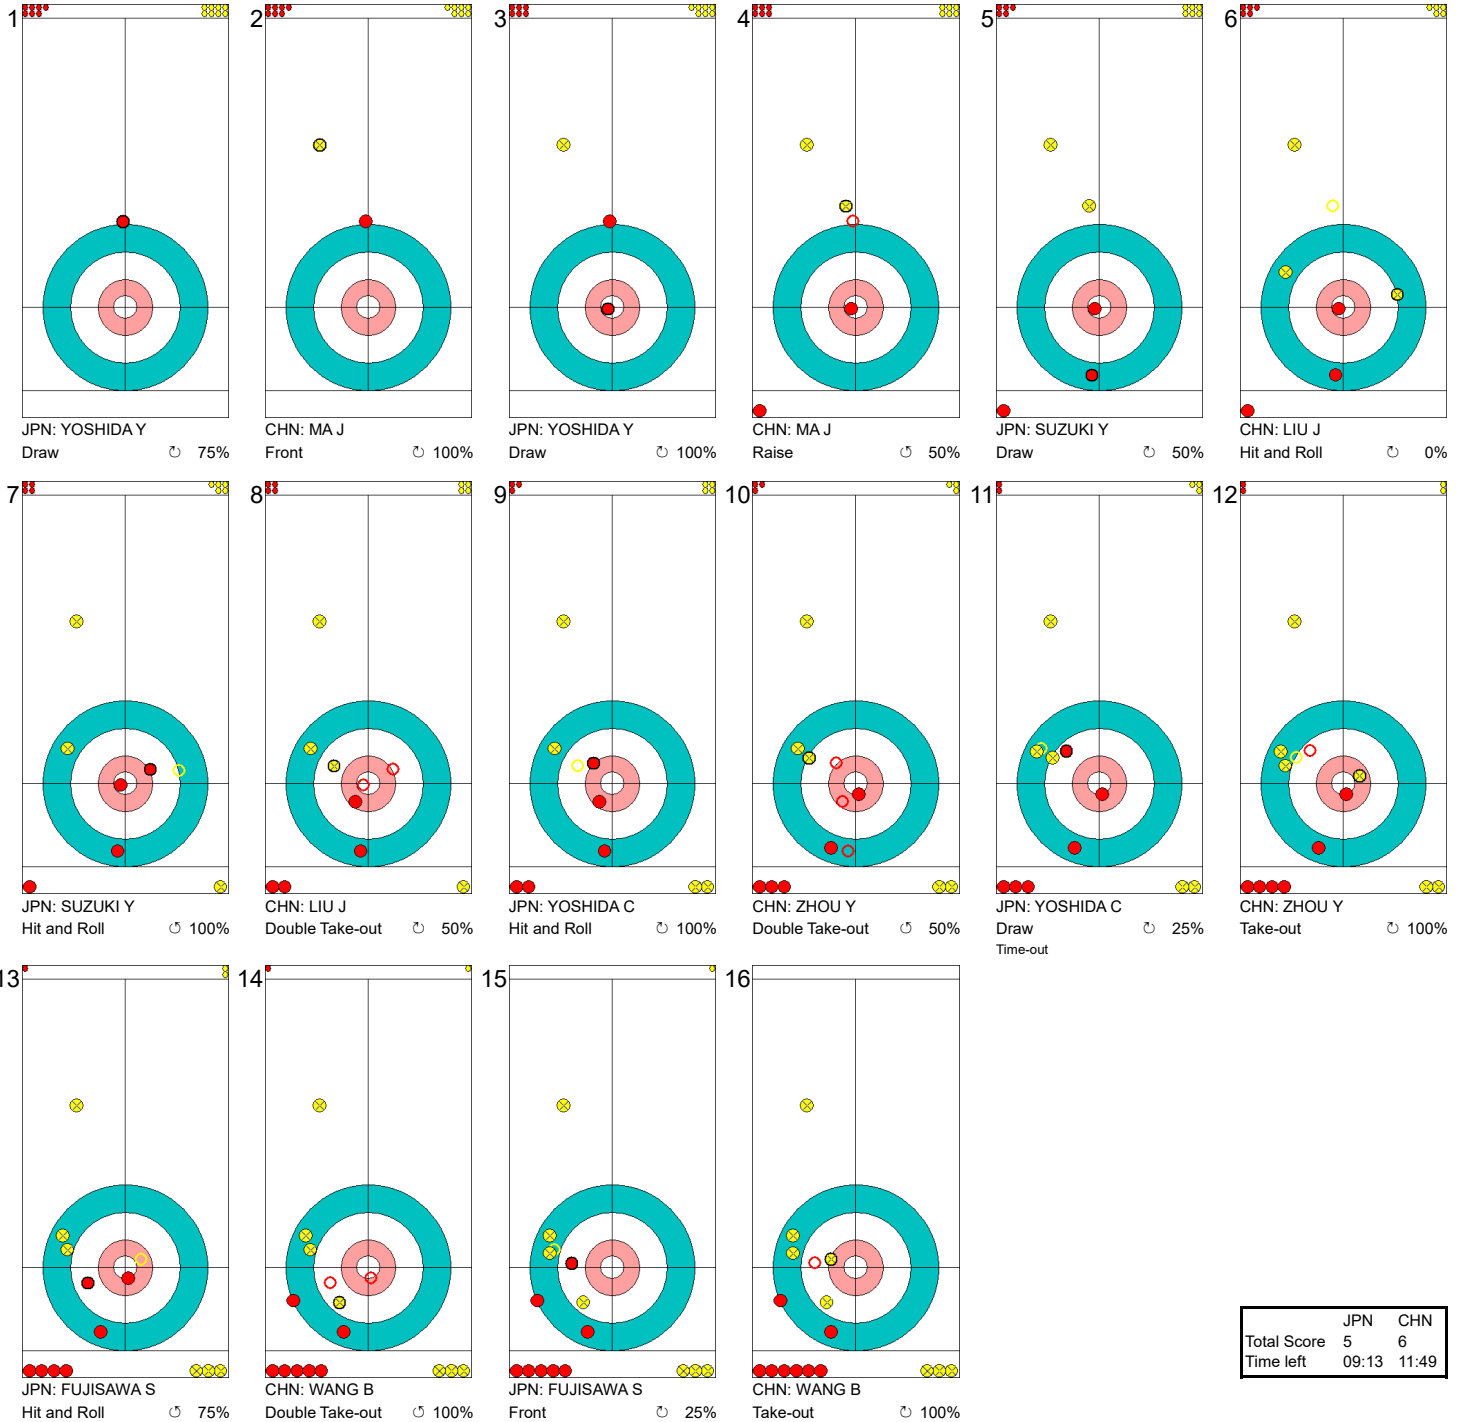 1
2
3
4
5
6
JPN: YOSHIDA Y
Draw ↻ 75%
CHN: MA J
Front ↻ 100%
JPN: YOSHIDA Y
Draw ↻ 100%
CHN: MA J
Raise ↺ 50%
JPN: SUZUKI Y
Draw ↻ 50%
CHN: LIU J
Hit and Roll ↻ 0%
7
8
9
10
11
12
JPN: SUZUKI Y
Hit and Roll ↺ 100%
CHN: LIU J
Double Take-out ↻ 50%
JPN: YOSHIDA C
Hit and Roll ↻ 100%
CHN: ZHOU Y
Double Take-out ↺ 50%
JPN: YOSHIDA C
Draw ↻ 25%
Time-out
CHN: ZHOU Y
Take-out ↻ 100%
13
14
15
16
JPN: FUJISAWA S
Hit and Roll ↺ 75%
CHN: WANG B
Double Take-out ↺ 100%
JPN: FUJISAWA S
Front ↻ 25%
CHN: WANG B
Take-out ↻ 100%
JPN CHN
Total Score 5 6
Time left 09:13 11:49